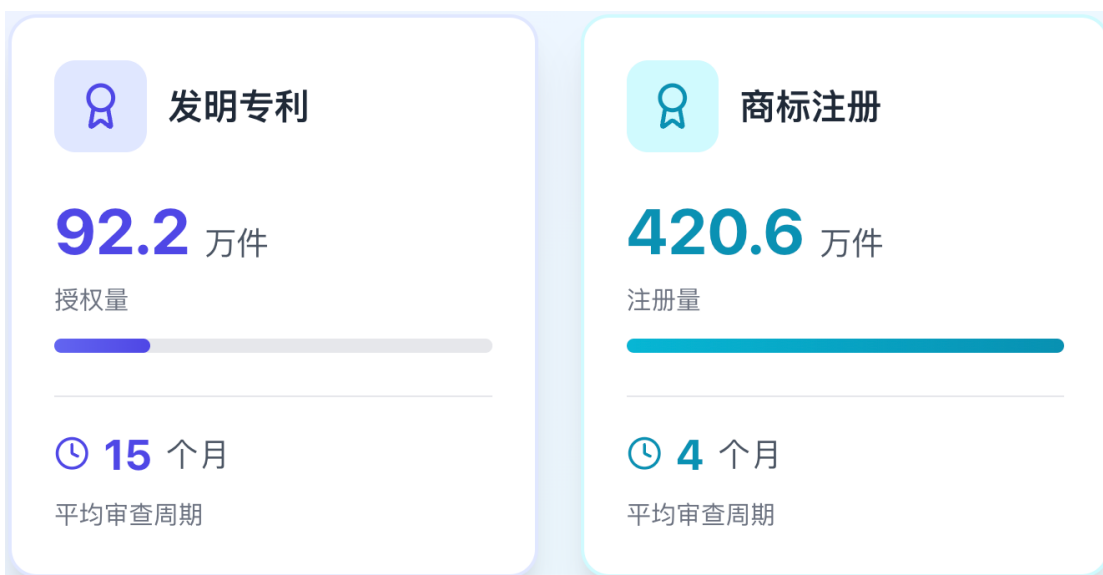 发明专利
92.2 万件
授权量
15 个月
平均审查周期
商标注册
420.6 万件
注册量
4 个月
平均审查周期